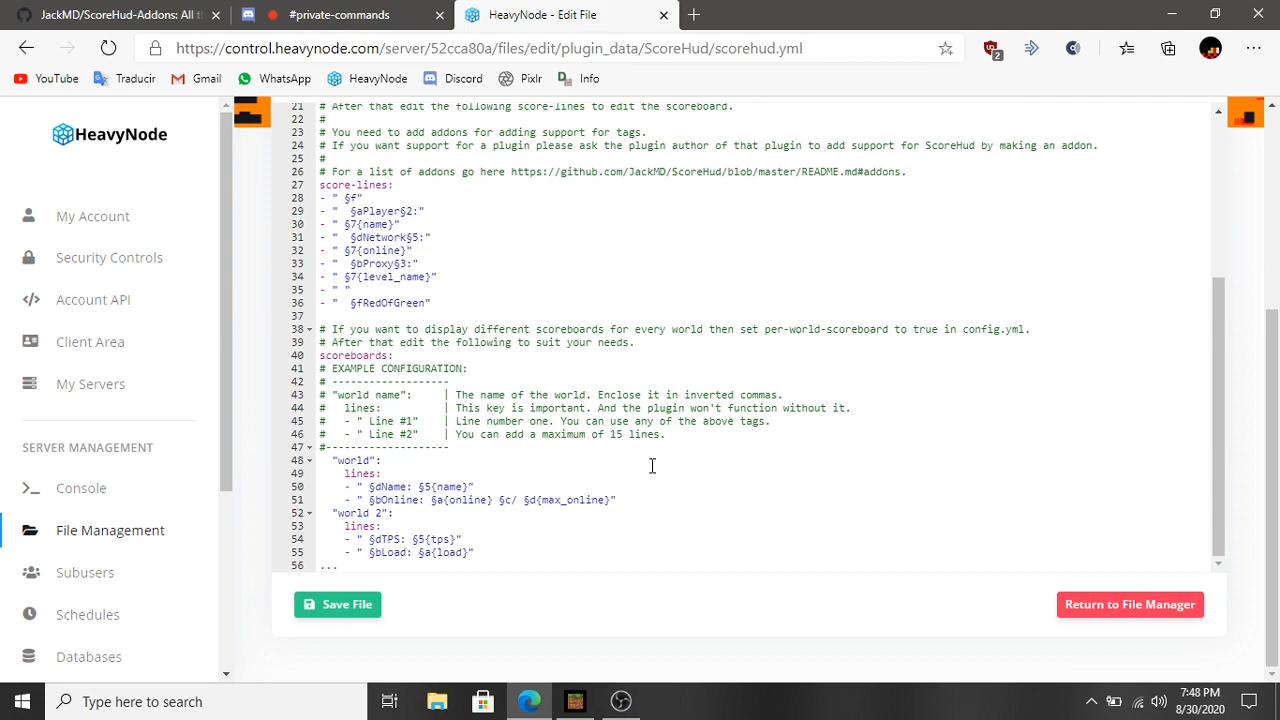 JackMD/ScoreHud: All t
private-commands
HeavyNode - Edit File
https://control.heavynode.com/server/52cca80a/files/edit/plugin_data/ScoreHud/scorehud.yml
2
YouTube
Traducir
Gmail
WhatsApp
HeavyNode
Discord
Pixlr
Info
HeavyNode
My Account
Security Controls
Account API
Client Area
My Servers
SERVER MANAGEMENT
Console
File Management
Subusers
Schedules
Databases
21 # After that edit the following score-lines to edit the scoreboard.
22 #
23 # You need to add addons for adding support for tags.
24 # If you want support for a plugin please ask the plugin author of that plugin to add support for ScoreHud by making an addon.
25 #
26 # For a list of addons go here https://github.com/JackMD/ScoreHud/blob/master/README.md#addons.
27 score-lines:
28 - " §f"
29 - "  §aPlayer§2:"
30 - " §7{name}"
31 - "  §dNetwork§5:"
32 - " §7{online}"
33 - "  §bProxy§3:"
34 - " §7{level_name}"
35 - " "
36 - "  §fRedOfGreen"
37
38 # If you want to display different scoreboards for every world then set per-world-scoreboard to true in config.yml.
39 # After that edit the following to suit your needs.
40 scoreboards:
41 # EXAMPLE CONFIGURATION:
42 # -------------------
43 # "world name":     | The name of the world. Enclose it in inverted commas.
44 #   lines:          | This key is important. And the plugin won't function without it.
45 #   - " Line #1"    | Line number one. You can use any of the above tags.
46 #   - " Line #2"    | You can add a maximum of 15 lines.
47 #--------------------
48   "world":
49     lines:
50     - " §dName: §5{name}"
51     - " §bOnline: §a{online} §c/ §d{max_online}"
52   "world 2":
53     lines:
54     - " §dTPS: §5{tps}"
55     - " §bLoad: §a{load}"
56 ...
Save File
Return to File Manager
Type here to search
7:48 PM
8/30/2020